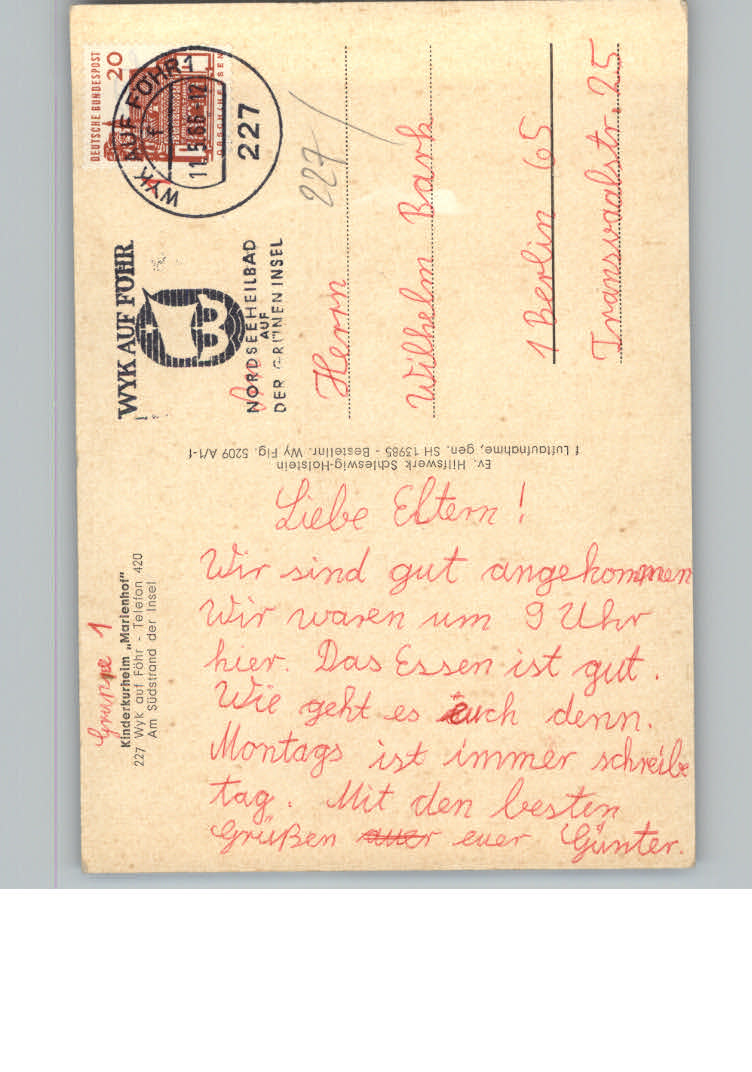 DEUTSCHE BUNDESPOST
20
WYK AUF FÖHR 1
227
WYK AUF FÖHR
NORDSEEHEILBAD
AUF
DER GRÜNEN INSEL
227
Herrn
Wilhelm Bark
1 Berlin 65
Transvaalstr. 25
f Luftaufnahme, gen. SH 13985 - Bestellnr. Wy Flg. 5209 A/1-f
Ev. Hilfswerk Schleswig-Holstein
Gruppe 1
Kinderkurheim „Marienhof"
227 Wyk auf Föhr - Telefon 420
Am Südstrand der Insel
Liebe Eltern!
Wir sind gut angekommen
Wir waren um 9 Uhr
hier. Das Essen ist gut.
Wie geht es euch denn.
Montags ist immer schreibe
tag. Mit den besten
Grüßen euer Günter.